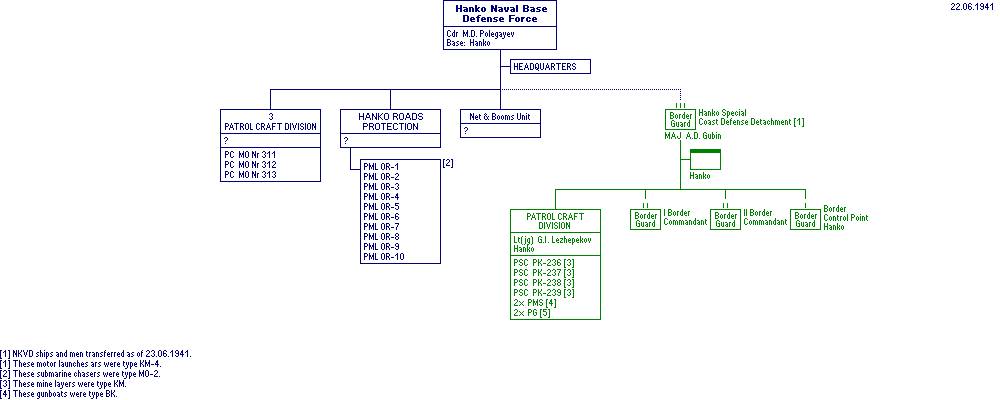 22.06.1941
Hanko Naval Base
Defense Force
Cdr M.D. Polegayev
Base: Hanko
HEADQUARTERS
3
PATROL CRAFT DIVISION
?
PC MO Nr 311
PC MO Nr 312
PC MO Nr 313
HANKO ROADS
PROTECTION
?
[2]
PML OR-1
PML OR-2
PML OR-3
PML OR-4
PML OR-5
PML OR-6
PML OR-7
PML OR-8
PML OR-9
PML OR-10
Net & Booms Unit
?
Border
Guard
Hanko Special
Coast Defense Detachment [1]
MAJ A.D. Gubin
Hanko
PATROL CRAFT
DIVISION
Lt(jg) G.I. Lezhepekov
Hanko
PSC PK-236 [3]
PSC PK-237 [3]
PSC PK-238 [3]
PSC PK-239 [3]
2x PMS [4]
2x PG [5]
Border
Guard
I Border
Commandant
Border
Guard
II Border
Commandant
Border
Guard
Border
Control Point
Hanko
[1] NKVD ships and men transferred as of 23.06.1941.
[1] These motor launches ars were type KM-4.
[2] These submarine chasers were type MO-2.
[3] These mine layers were type KM.
[4] These gunboats were type BK.